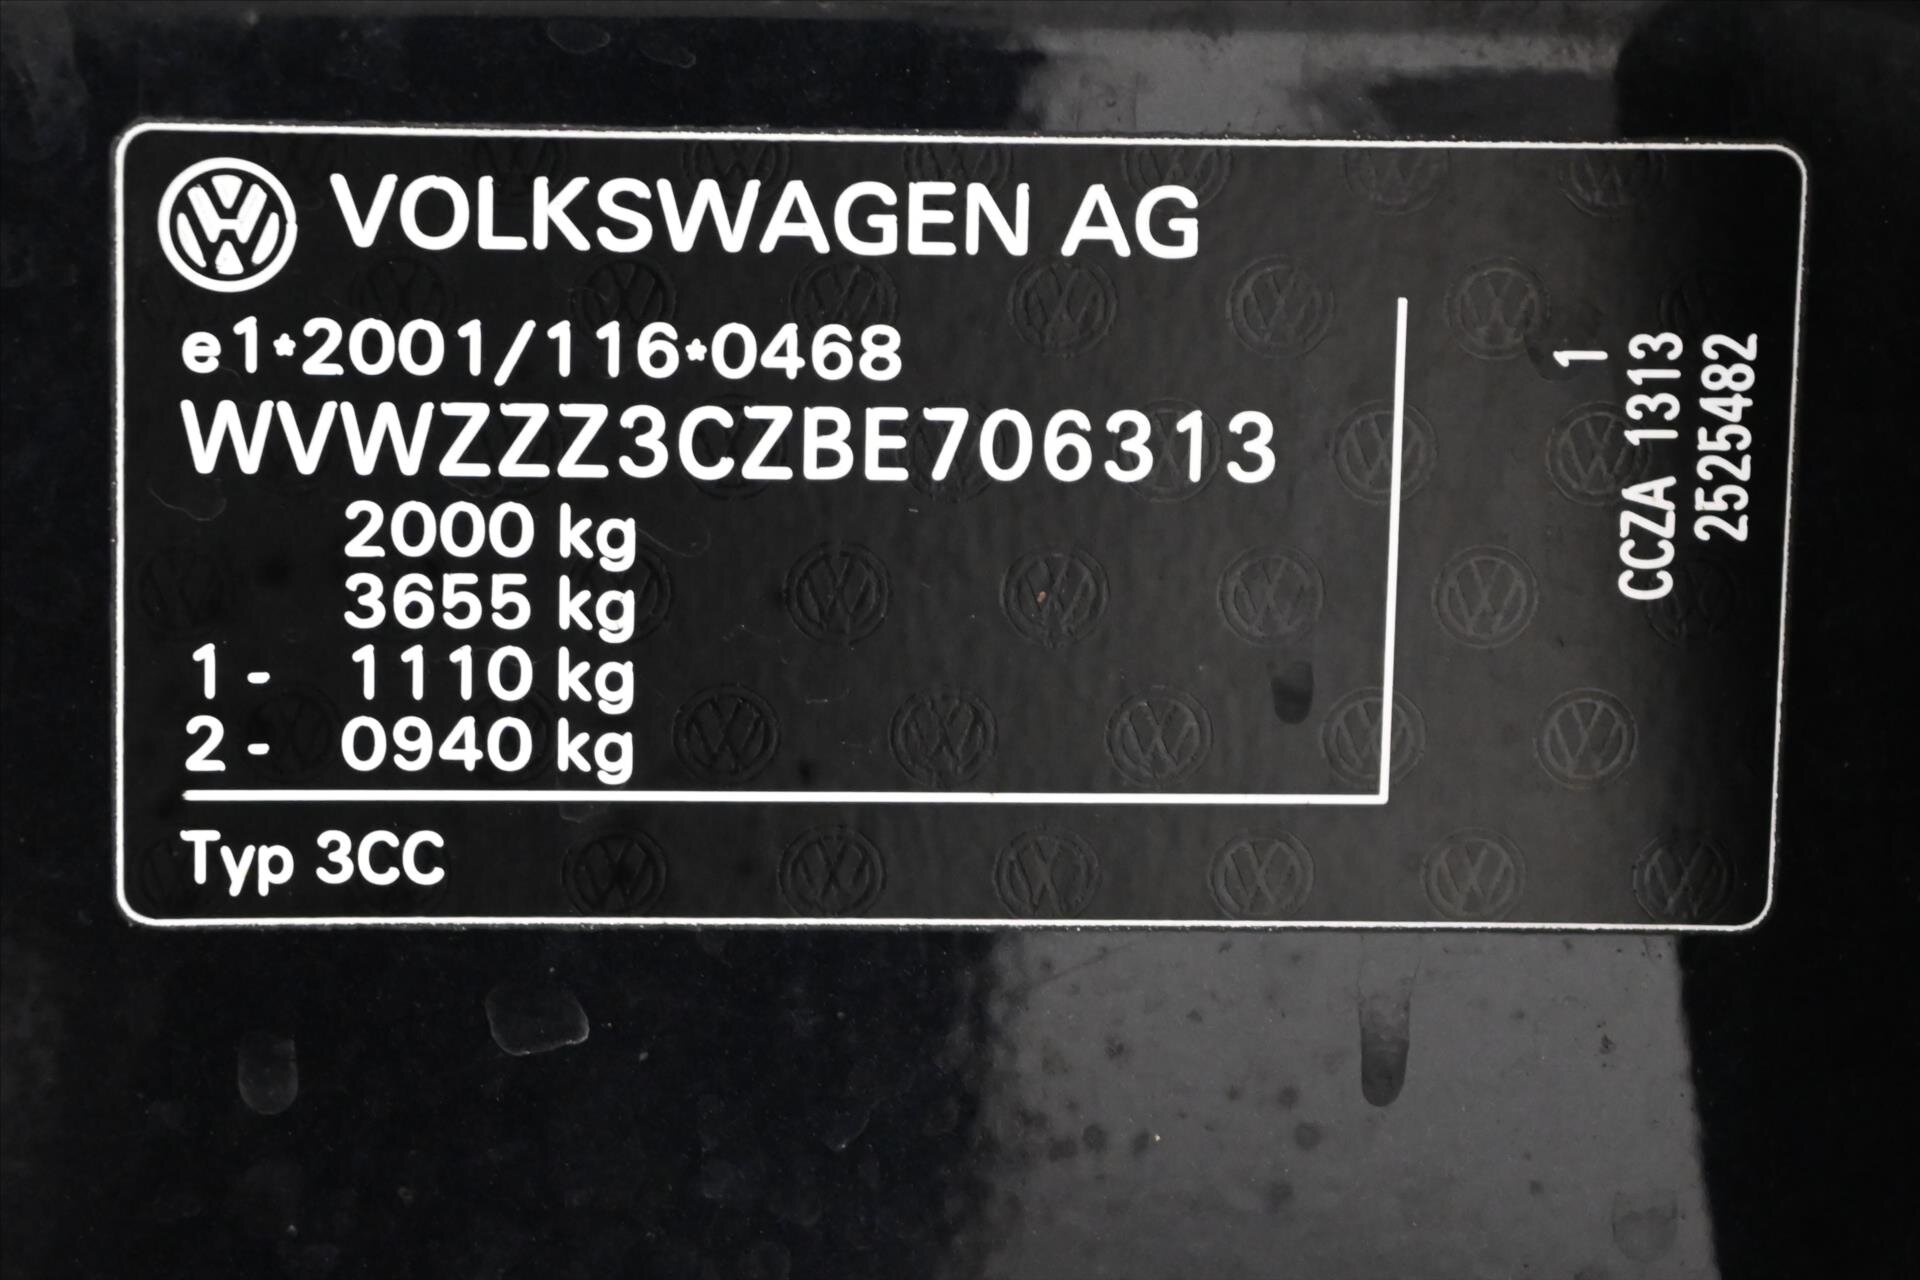 VOLKSWAGEN AG
e1*2001/116*0468
WVWZZZ3CZBE706313
2000 kg
3655 kg
1 - 1110 kg
2 - 0940 kg
Typ 3CC
1
CCZA 1313
2525482